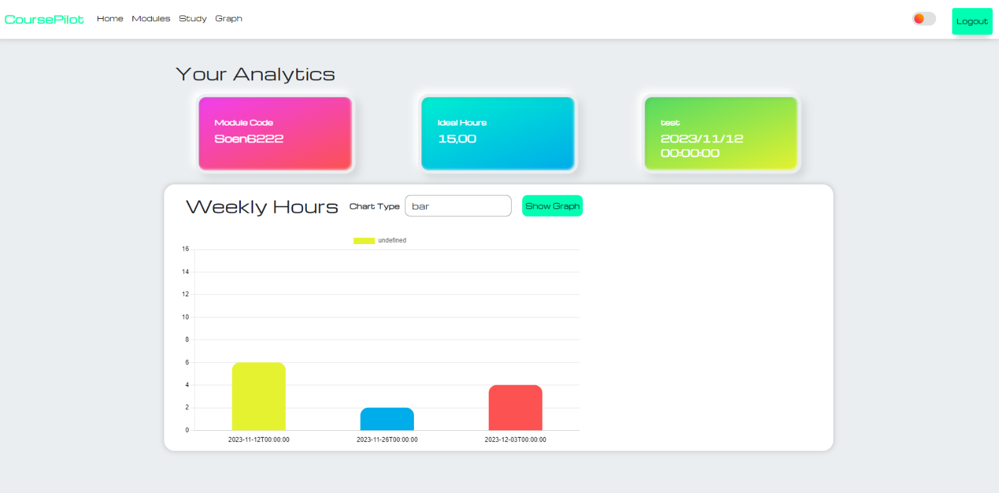 CoursePilot Home Modules Study Graph Logout
Your Analytics
Module Code
Soen6222
Ideal Hours
15,00
test
2023/11/12
00:00:00
Weekly Hours Chart Type bar Show Graph
undefined
16
14
12
10
8
6
4
2
0
2023-11-12T00:00:00 2023-11-26T00:00:00 2023-12-03T00:00:00